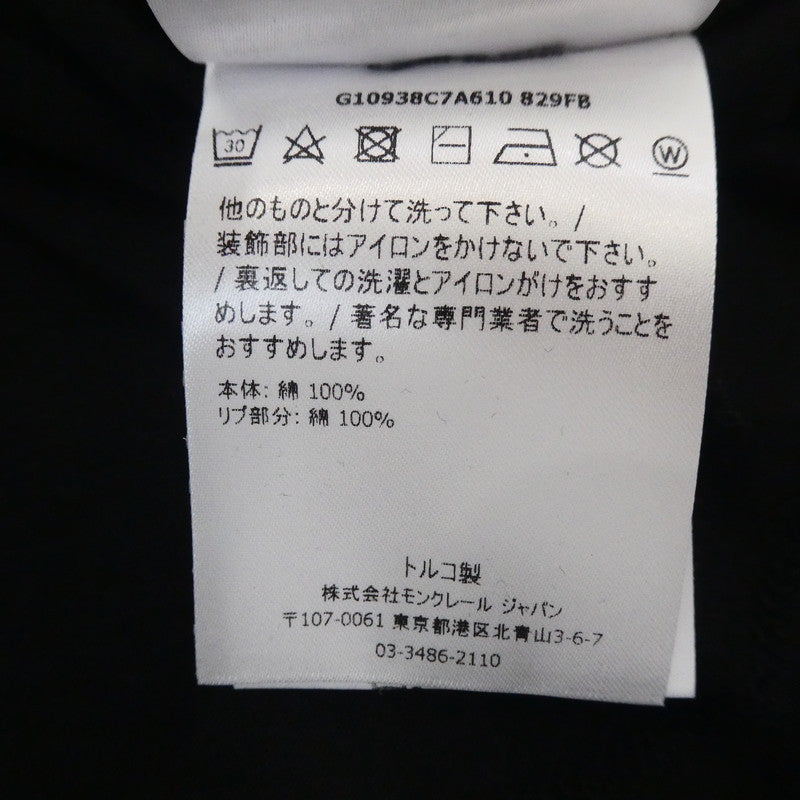 G10938C7A610 829FB
30
W
他のものと分けて洗って下さい。/
装飾部にはアイロンをかけないで下さい。
/ 裏返しての洗濯とアイロンがけをおすす
めします。/ 著名な専門業者で洗うことを
おすすめします。
本体: 綿 100%
リブ部分: 綿 100%
トルコ製
株式会社モンクレール ジャパン
〒107-0061 東京都港区北青山3-6-7
03-3486-2110